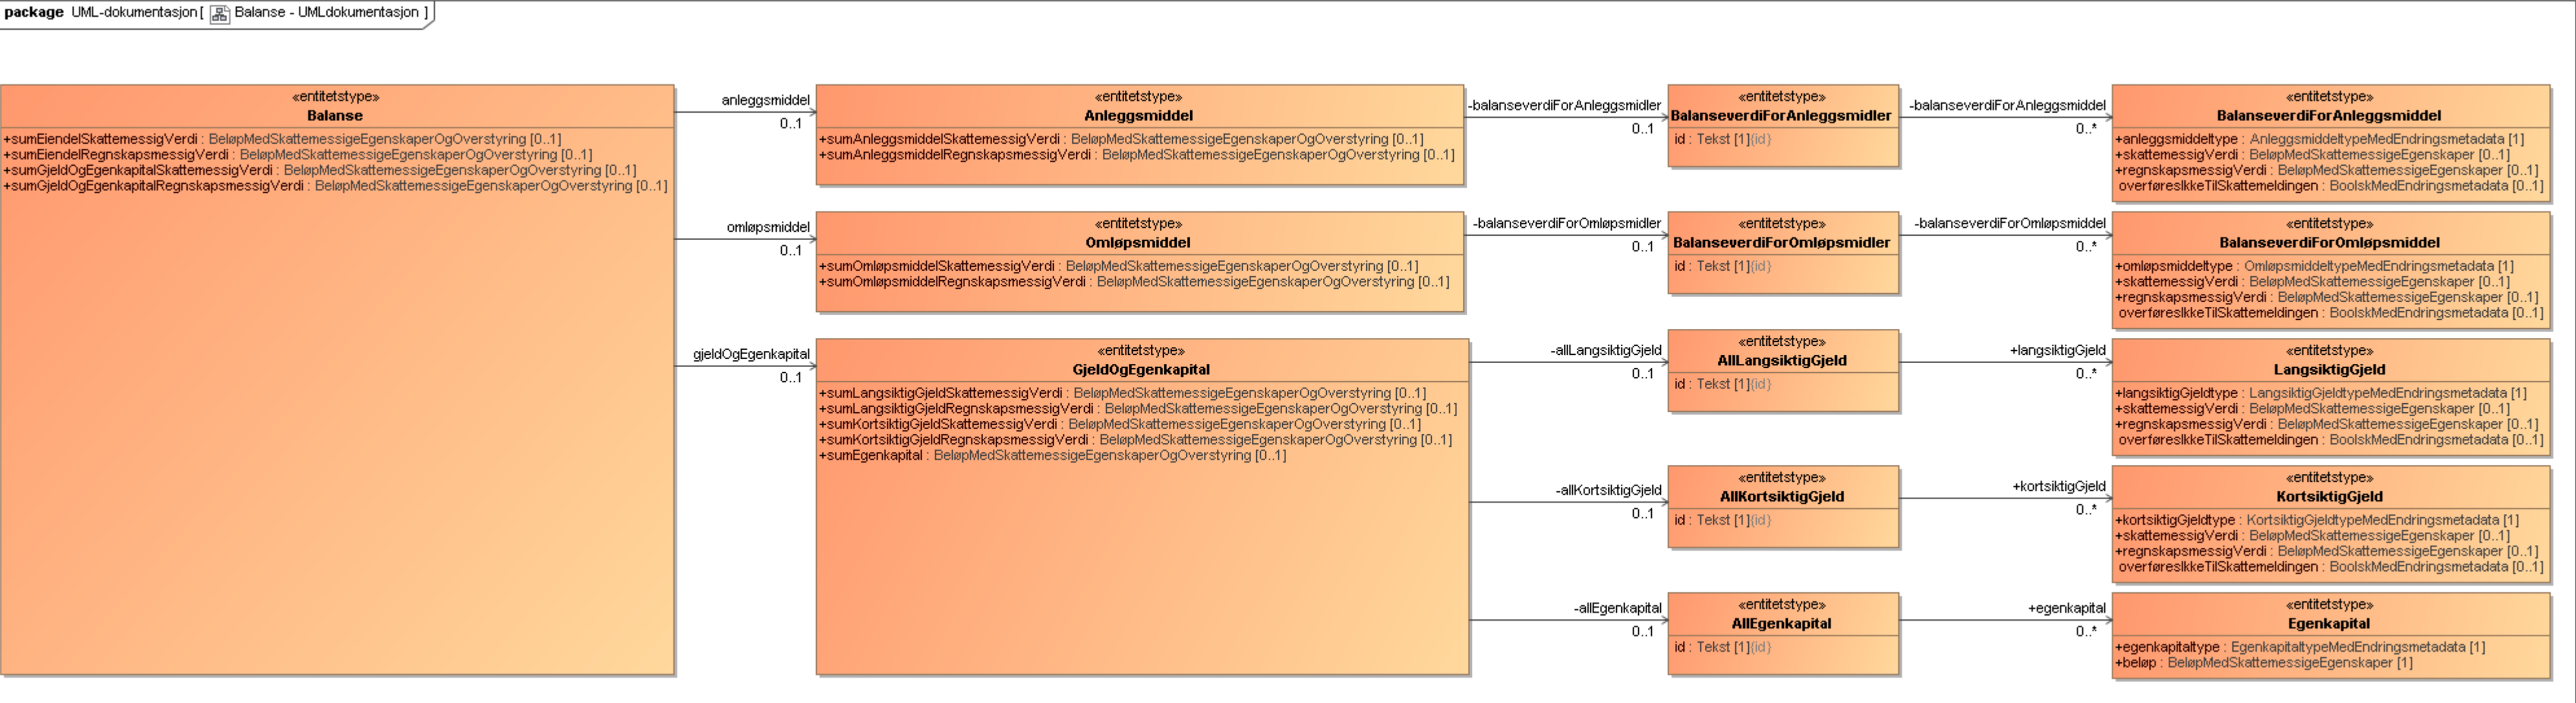 package UML-dokumentasjon[ Balanse - UMLdokumentasjon ]
«entitetstype»
Balanse
+sumEiendelSkattemessigVerdi : BeløpMedSkattemessigeEgenskaperOgOverstyring [0..1]
+sumEiendelRegnskapsmessigVerdi : BeløpMedSkattemessigeEgenskaperOgOverstyring [0..1]
+sumGjeldOgEgenkapitalSkattemessigVerdi : BeløpMedSkattemessigeEgenskaperOgOverstyring [0..1]
+sumGjeldOgEgenkapitalRegnskapsmessigVerdi : BeløpMedSkattemessigeEgenskaperOgOverstyring [0..1]
anleggsmiddel
0..1
«entitetstype»
Anleggsmiddel
+sumAnleggsmiddelSkattemessigVerdi : BeløpMedSkattemessigeEgenskaperOgOverstyring [0..1]
+sumAnleggsmiddelRegnskapsmessigVerdi : BeløpMedSkattemessigeEgenskaperOgOverstyring [0..1]
-balanseverdiForAnleggsmidler
0..1
«entitetstype»
BalanseverdiForAnleggsmidler
id : Tekst [1]{id}
-balanseverdiForAnleggsmiddel
0..*
«entitetstype»
BalanseverdiForAnleggsmiddel
+anleggsmiddeltype : AnleggsmiddeltypeMedEndringsmetadata [1]
+skattemessigVerdi : BeløpMedSkattemessigeEgenskaper [0..1]
+regnskapsmessigVerdi : BeløpMedSkattemessigeEgenskaper [0..1]
overføresIkkeTilSkattemeldingen : BoolskMedEndringsmetadata [0..1]
omløpsmiddel
0..1
«entitetstype»
Omløpsmiddel
+sumOmløpsmiddelSkattemessigVerdi : BeløpMedSkattemessigeEgenskaperOgOverstyring [0..1]
+sumOmløpsmiddelRegnskapsmessigVerdi : BeløpMedSkattemessigeEgenskaperOgOverstyring [0..1]
-balanseverdiForOmløpsmidler
0..1
«entitetstype»
BalanseverdiForOmløpsmidler
id : Tekst [1]{id}
-balanseverdiForOmløpsmiddel
0..*
«entitetstype»
BalanseverdiForOmløpsmiddel
+omløpsmiddeltype : OmløpsmiddeltypeMedEndringsmetadata [1]
+skattemessigVerdi : BeløpMedSkattemessigeEgenskaper [0..1]
+regnskapsmessigVerdi : BeløpMedSkattemessigeEgenskaper [0..1]
overføresIkkeTilSkattemeldingen : BoolskMedEndringsmetadata [0..1]
gjeldOgEgenkapital
0..1
«entitetstype»
GjeldOgEgenkapital
+sumLangsiktigGjeldSkattemessigVerdi : BeløpMedSkattemessigeEgenskaperOgOverstyring [0..1]
+sumLangsiktigGjeldRegnskapsmessigVerdi : BeløpMedSkattemessigeEgenskaperOgOverstyring [0..1]
+sumKortsiktigGjeldSkattemessigVerdi : BeløpMedSkattemessigeEgenskaperOgOverstyring [0..1]
+sumKortsiktigGjeldRegnskapsmessigVerdi : BeløpMedSkattemessigeEgenskaperOgOverstyring [0..1]
+sumEgenkapital : BeløpMedSkattemessigeEgenskaperOgOverstyring [0..1]
-allLangsiktigGjeld
0..1
«entitetstype»
AllLangsiktigGjeld
id : Tekst [1]{id}
+langsiktigGjeld
0..*
«entitetstype»
LangsiktigGjeld
+langsiktigGjeldtype : LangsiktigGjeldtypeMedEndringsmetadata [1]
+skattemessigVerdi : BeløpMedSkattemessigeEgenskaper [0..1]
+regnskapsmessigVerdi : BeløpMedSkattemessigeEgenskaper [0..1]
overføresIkkeTilSkattemeldingen : BoolskMedEndringsmetadata [0..1]
-allKortsiktigGjeld
0..1
«entitetstype»
AllKortsiktigGjeld
id : Tekst [1]{id}
+kortsiktigGjeld
0..*
«entitetstype»
KortsiktigGjeld
+kortsiktigGjeldtype : KortsiktigGjeldtypeMedEndringsmetadata [1]
+skattemessigVerdi : BeløpMedSkattemessigeEgenskaper [0..1]
+regnskapsmessigVerdi : BeløpMedSkattemessigeEgenskaper [0..1]
overføresIkkeTilSkattemeldingen : BoolskMedEndringsmetadata [0..1]
-allEgenkapital
0..1
«entitetstype»
AllEgenkapital
id : Tekst [1]{id}
+egenkapital
0..*
«entitetstype»
Egenkapital
+egenkapitaltype : EgenkapitaltypeMedEndringsmetadata [1]
+beløp : BeløpMedSkattemessigeEgenskaper [1]